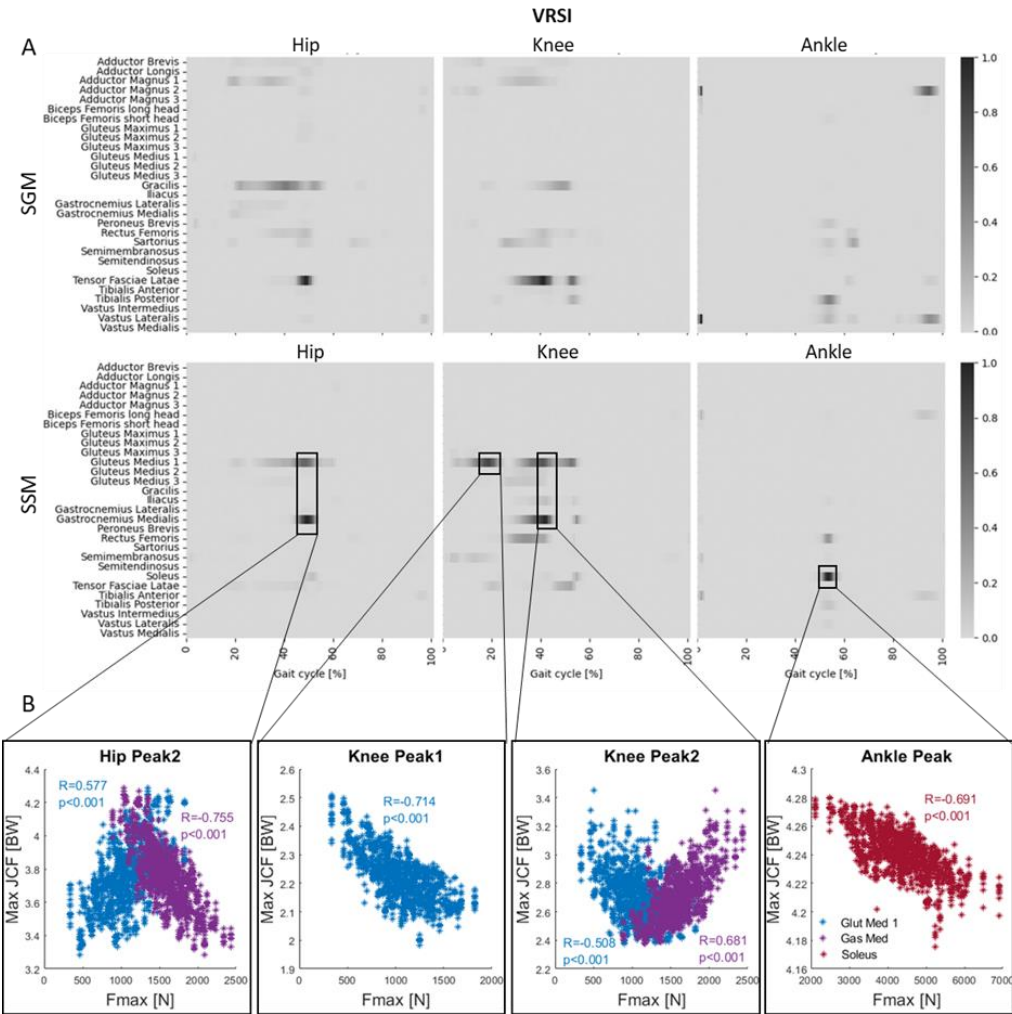 VRSI
A
Hip
Knee
Ankle
SGM
Adductor Brevis
Adductor Longis
Adductor Magnus 1
Adductor Magnus 2
Adductor Magnus 3
Biceps Femoris long head
Biceps Femoris short head
Gluteus Maximus 1
Gluteus Maximus 2
Gluteus Maximus 3
Gluteus Medius 1
Gluteus Medius 2
Gluteus Medius 3
Gracilis
Iliacus
Gastrocnemius Lateralis
Gastrocnemius Medialis
Peroneus Brevis
Rectus Femoris
Sartorius
Semimembranosus
Semitendinosus
Soleus
Tensor Fasciae Latae
Tibialis Anterior
Tibialis Posterior
Vastus Intermedius
Vastus Lateralis
Vastus Medialis
1.0
0.8
0.6
0.4
0.2
0.0
Hip
Knee
Ankle
SSM
Adductor Brevis
Adductor Longis
Adductor Magnus 1
Adductor Magnus 2
Adductor Magnus 3
Biceps Femoris long head
Biceps Femoris short head
Gluteus Maximus 1
Gluteus Maximus 2
Gluteus Maximus 3
Gluteus Medius 1
Gluteus Medius 2
Gluteus Medius 3
Gracilis
Iliacus
Gastrocnemius Lateralis
Gastrocnemius Medialis
Peroneus Brevis
Rectus Femoris
Sartorius
Semimembranosus
Semitendinosus
Soleus
Tensor Fasciae Latae
Tibialis Anterior
Tibialis Posterior
Vastus Intermedius
Vastus Lateralis
Vastus Medialis
1.0
0.8
0.6
0.4
0.2
0.0
0 20 40 60 80 100
Gait cycle [%]
20 40 60 80 100
Gait cycle [%]
0 20 40 60 80 100
Gait cycle [%]
B
Hip Peak2
Max JCF [BW]
4.4
4.2
4
3.8
3.6
3.4
3.2
R=0.577
p<0.001
R=-0.755
p<0.001
0 500 1000 1500 2000 2500
Fmax [N]
Knee Peak1
Max JCF [BW]
2.6
2.5
2.4
2.3
2.2
2.1
2
1.9
R=-0.714
p<0.001
0 500 1000 1500 2000
Fmax [N]
Knee Peak2
Max JCF [BW]
3.6
3.4
3.2
3
2.8
2.6
2.4
2.2
R=-0.508
p<0.001
R=0.681
p<0.001
0 500 1000 1500 2000 2500
Fmax [N]
Ankle Peak
Max JCF [BW]
4.3
4.28
4.26
4.24
4.22
4.2
4.18
4.16
R=-0.691
p<0.001
Glut Med 1
Gas Med
Soleus
2000 3000 4000 5000 6000 7000
Fmax [N]